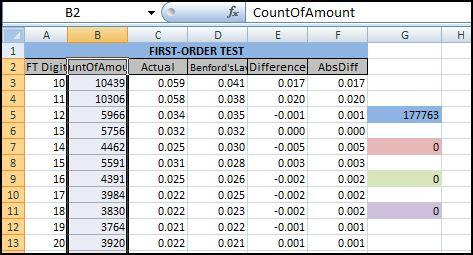 B2 fx CountOfAmount
A B C D E F G H
1 FIRST-ORDER TEST
2 FT Digit untOfAmou Actual Benford'sLav Difference AbsDiff
3 10 10439 0.059 0.041 0.017 0.017
4 11 10306 0.058 0.038 0.020 0.020
5 12 5966 0.034 0.035 -0.001 0.001 177763
6 13 5756 0.032 0.032 0.000 0.000
7 14 4462 0.025 0.030 -0.005 0.005 0
8 15 5591 0.031 0.028 0.003 0.003
9 16 4391 0.025 0.026 -0.002 0.002 0
10 17 3984 0.022 0.025 -0.002 0.002
11 18 3830 0.022 0.023 -0.002 0.002 0
12 19 3764 0.021 0.022 -0.001 0.001
13 20 3920 0.022 0.021 0.001 0.001